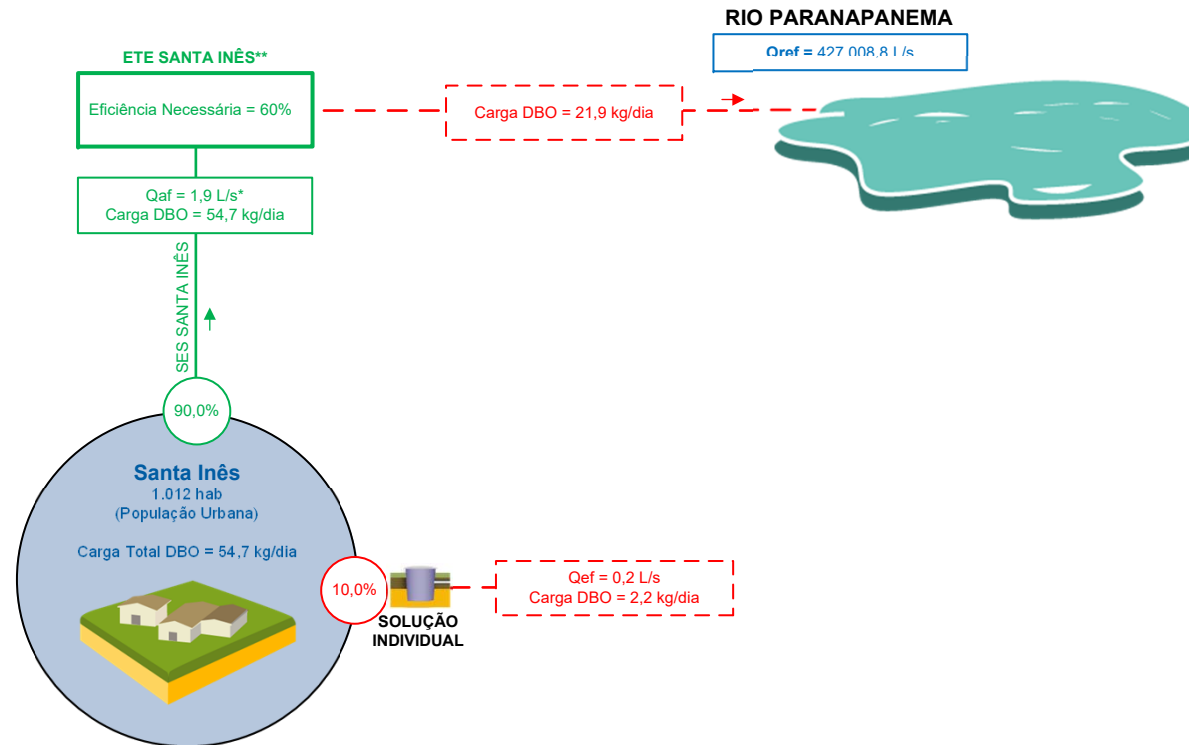 RIO PARANAPANEMA
Qref = 427.008,8 L/s
ETE SANTA INÊS**
Eficiência Necessária = 60%
Carga DBO = 21,9 kg/dia
Qaf = 1,9 L/s*
Carga DBO = 54,7 kg/dia
SES SANTA INÊS
90,0%
Santa Inês
1.012 hab
(População Urbana)
Carga Total DBO = 54,7 kg/dia
10,0%
SOLUÇÃO
INDIVIDUAL
Qef = 0,2 L/s
Carga DBO = 2,2 kg/dia